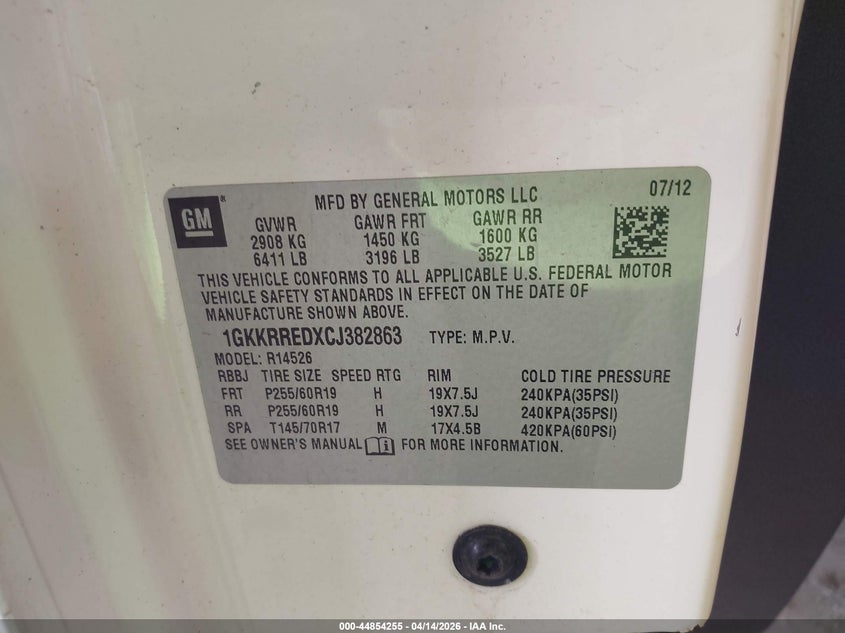 GM
MFD BY GENERAL MOTORS LLC 07/12
GVWR GAWR FRT GAWR RR
2908 KG 1450 KG 1600 KG
6411 LB 3196 LB 3527 LB
THIS VEHICLE CONFORMS TO ALL APPLICABLE U.S. FEDERAL MOTOR
VEHICLE SAFETY STANDARDS IN EFFECT ON THE DATE OF
MANUFACTURE SHOWN ABOVE.
1GKKRREDXCJ382863 TYPE: M.P.V.
MODEL: R14526
RBBJ TIRE SIZE SPEED RTG RIM COLD TIRE PRESSURE
FRT P255/60R19 H 19X7.5J 240KPA(35PSI)
RR P255/60R19 H 19X7.5J 240KPA(35PSI)
SPA T145/70R17 M 17X4.5B 420KPA(60PSI)
SEE OWNER'S MANUAL FOR MORE INFORMATION.
000-44854255 - 04/14/2026 - IAA Inc.